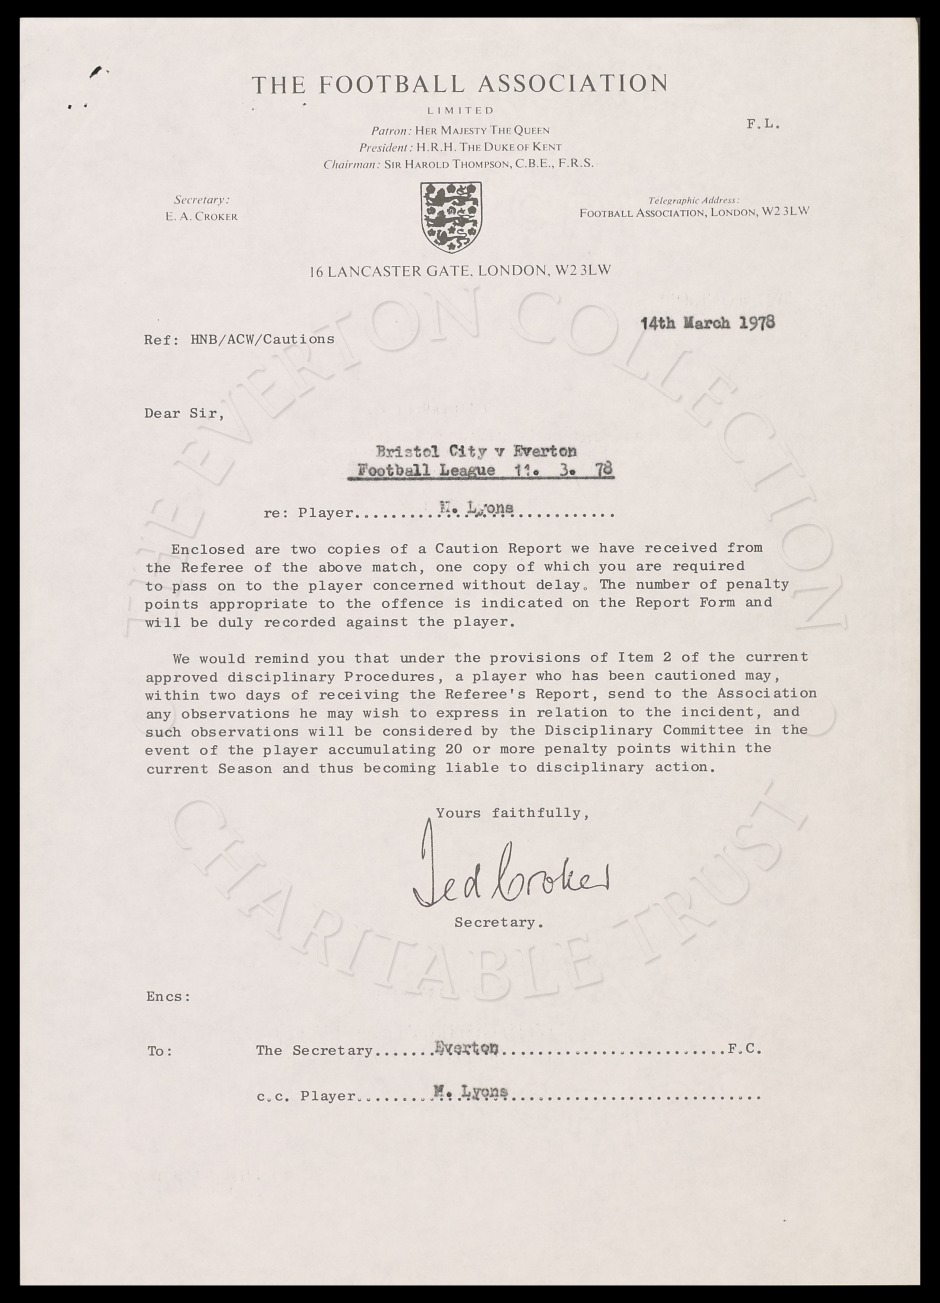 THE FOOTBALL ASSOCIATION
LIMITED
F.L.
Patron: HER MAJESTY THE QUEEN
President: H.R.H. THE DUKE OF KENT
Chairman: SIR HAROLD THOMPSON, C.B.E., F.R.S.
Secretary:
E. A. CROKER
Telegraphic Address:
FOOTBALL ASSOCIATION, LONDON, W2 3LW
16 LANCASTER GATE, LONDON, W2 3LW
14th March 1978
Ref: HNB/ACW/Cautions
Dear Sir,
Bristol City v Everton
Football League 11. 3. 78
re: Player.........M. Lyons............
Enclosed are two copies of a Caution Report we have received from
the Referee of the above match, one copy of which you are required
to pass on to the player concerned without delay. The number of penalty
points appropriate to the offence is indicated on the Report Form and
will be duly recorded against the player.
We would remind you that under the provisions of Item 2 of the current
approved disciplinary Procedures, a player who has been cautioned may,
within two days of receiving the Referee's Report, send to the Association
any observations he may wish to express in relation to the incident, and
such observations will be considered by the Disciplinary Committee in the
event of the player accumulating 20 or more penalty points within the
current Season and thus becoming liable to disciplinary action.
Yours faithfully,
Ted Croker
Secretary.
Encs:
To: The Secretary.......Everton.........................F.C.
c.c. Player........M. Lyons............................
THE EVERTON COLLECTION
CHARITABLE TRUST